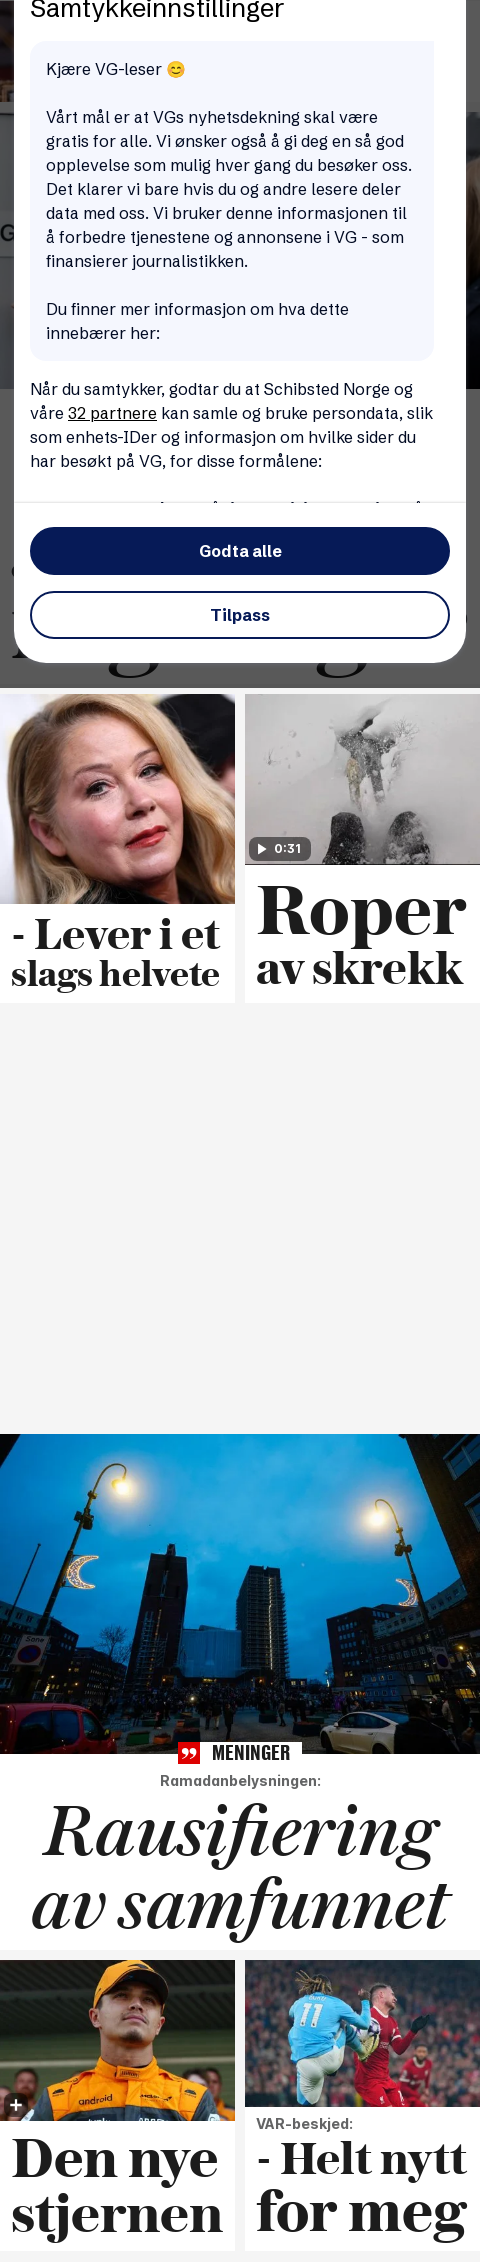 Samtykkeinnstillinger
Kjære VG-leser 😊
Vårt mål er at VGs nyhetsdekning skal være
gratis for alle. Vi ønsker også å gi deg en så god
opplevelse som mulig hver gang du besøker oss.
Det klarer vi bare hvis du og andre lesere deler
data med oss. Vi bruker denne informasjonen til
å forbedre tjenestene og annonsene i VG - som
finansierer journalistikken.
Du finner mer informasjon om hva dette
innebærer her:
Når du samtykker, godtar du at Schibsted Norge og
våre 32 partnere kan samle og bruke persondata, slik
som enhets-IDer og informasjon om hvilke sider du
har besøkt på VG, for disse formålene:
Godta alle
Tilpass
0:31
- Lever i et
slags helvete
Roper
av skrekk
Sone
MENINGER
Ramadanbelysningen:
Rausifiering
av samfunnet
android
11
VAR-beskjed:
Den nye
stjernen
- Helt nytt
for meg